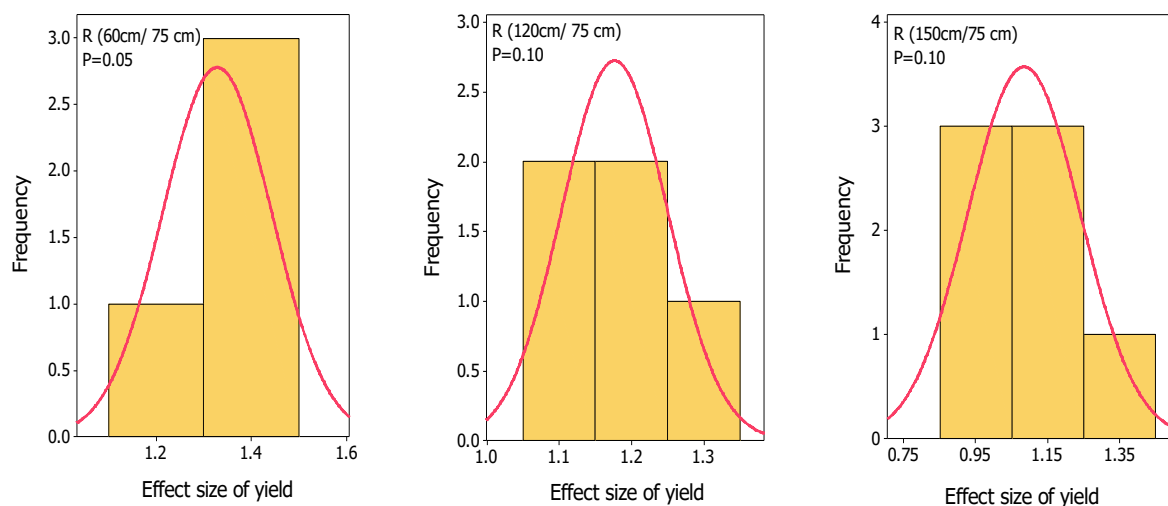 R (60cm/ 75 cm)
P=0.05
Frequency
3.0
2.5
2.0
1.5
1.0
0.5
0.0
1.2 1.4 1.6
Effect size of yield
R (120cm/ 75 cm)
P=0.10
Frequency
3.0
2.5
2.0
1.5
1.0
0.5
0.0
1.0 1.1 1.2 1.3
Effect size of yield
R (150cm/75 cm)
P=0.10
Frequency
4
3
2
1
0
0.75 0.95 1.15 1.35
Effect size of yield